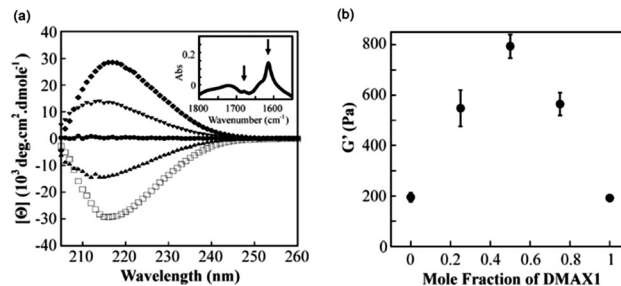 (a)
40
30
20
10
0
-10
-20
-30
-40
[Θ] (10³ deg.cm².dmole⁻¹)
210 220 230 240 250 260
Wavelength (nm)
0.2
0
Abs
1800 1700 1600
Wavenumber (cm⁻¹)
(b)
800
600
400
200
0
G' (Pa)
0 0.2 0.4 0.6 0.8 1
Mole Fraction of DMAX1